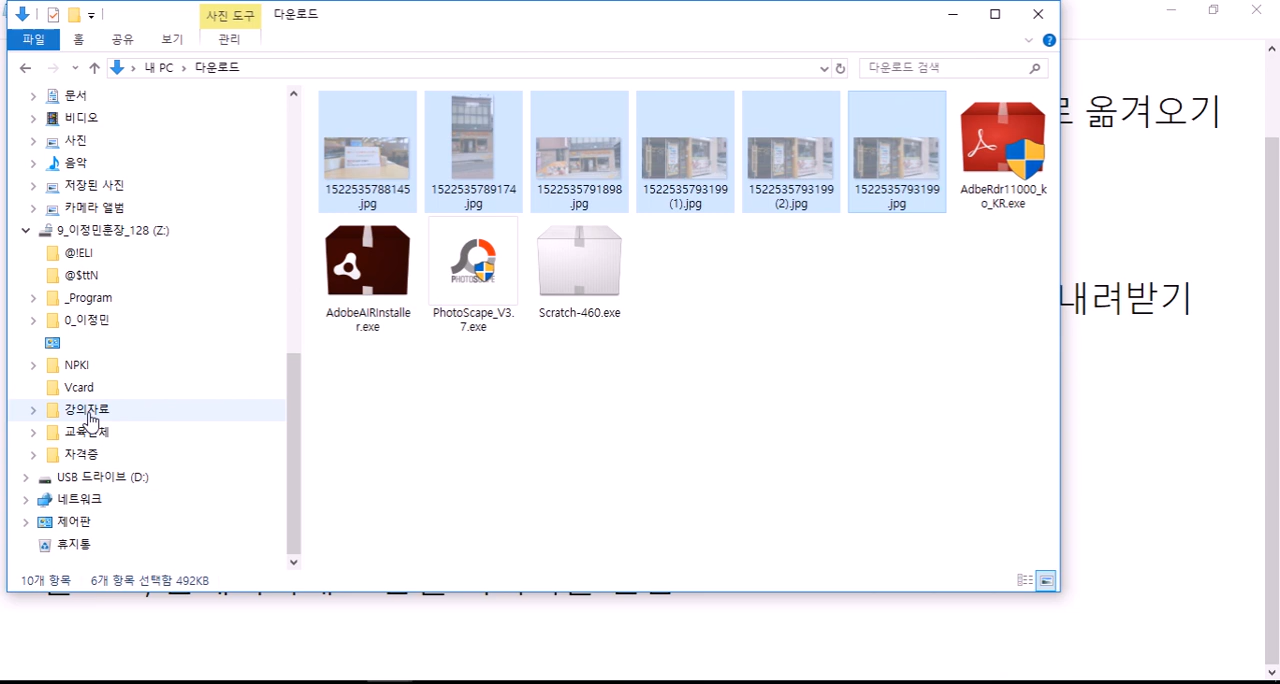 사진 도구
다운로드
파일
홈
공유
보기
관리
내 PC > 다운로드
다운로드 검색
문서
비디오
사진
음악
저장된 사진
카메라 앨범
9_이정민훈장_128 (Z:)
@!ELI
@$ttN
_Program
0_이정민
NPKI
Vcard
강의자료
자격증
USB 드라이브 (D:)
네트워크
제어판
휴지통
1522535788145
.jpg
1522535789174
.jpg
1522535791898
.jpg
1522535793199
(1).jpg
1522535793199
(2).jpg
1522535793199
.jpg
AdbeRdr11000_k
o_KR.exe
AdobeAIRInstalle
r.exe
PHOTOSCAPE
PhotoScape_V3.
7.exe
Scratch-460.exe
10개 항목
6개 항목 선택함 492KB
로 옮겨오기
내려받기